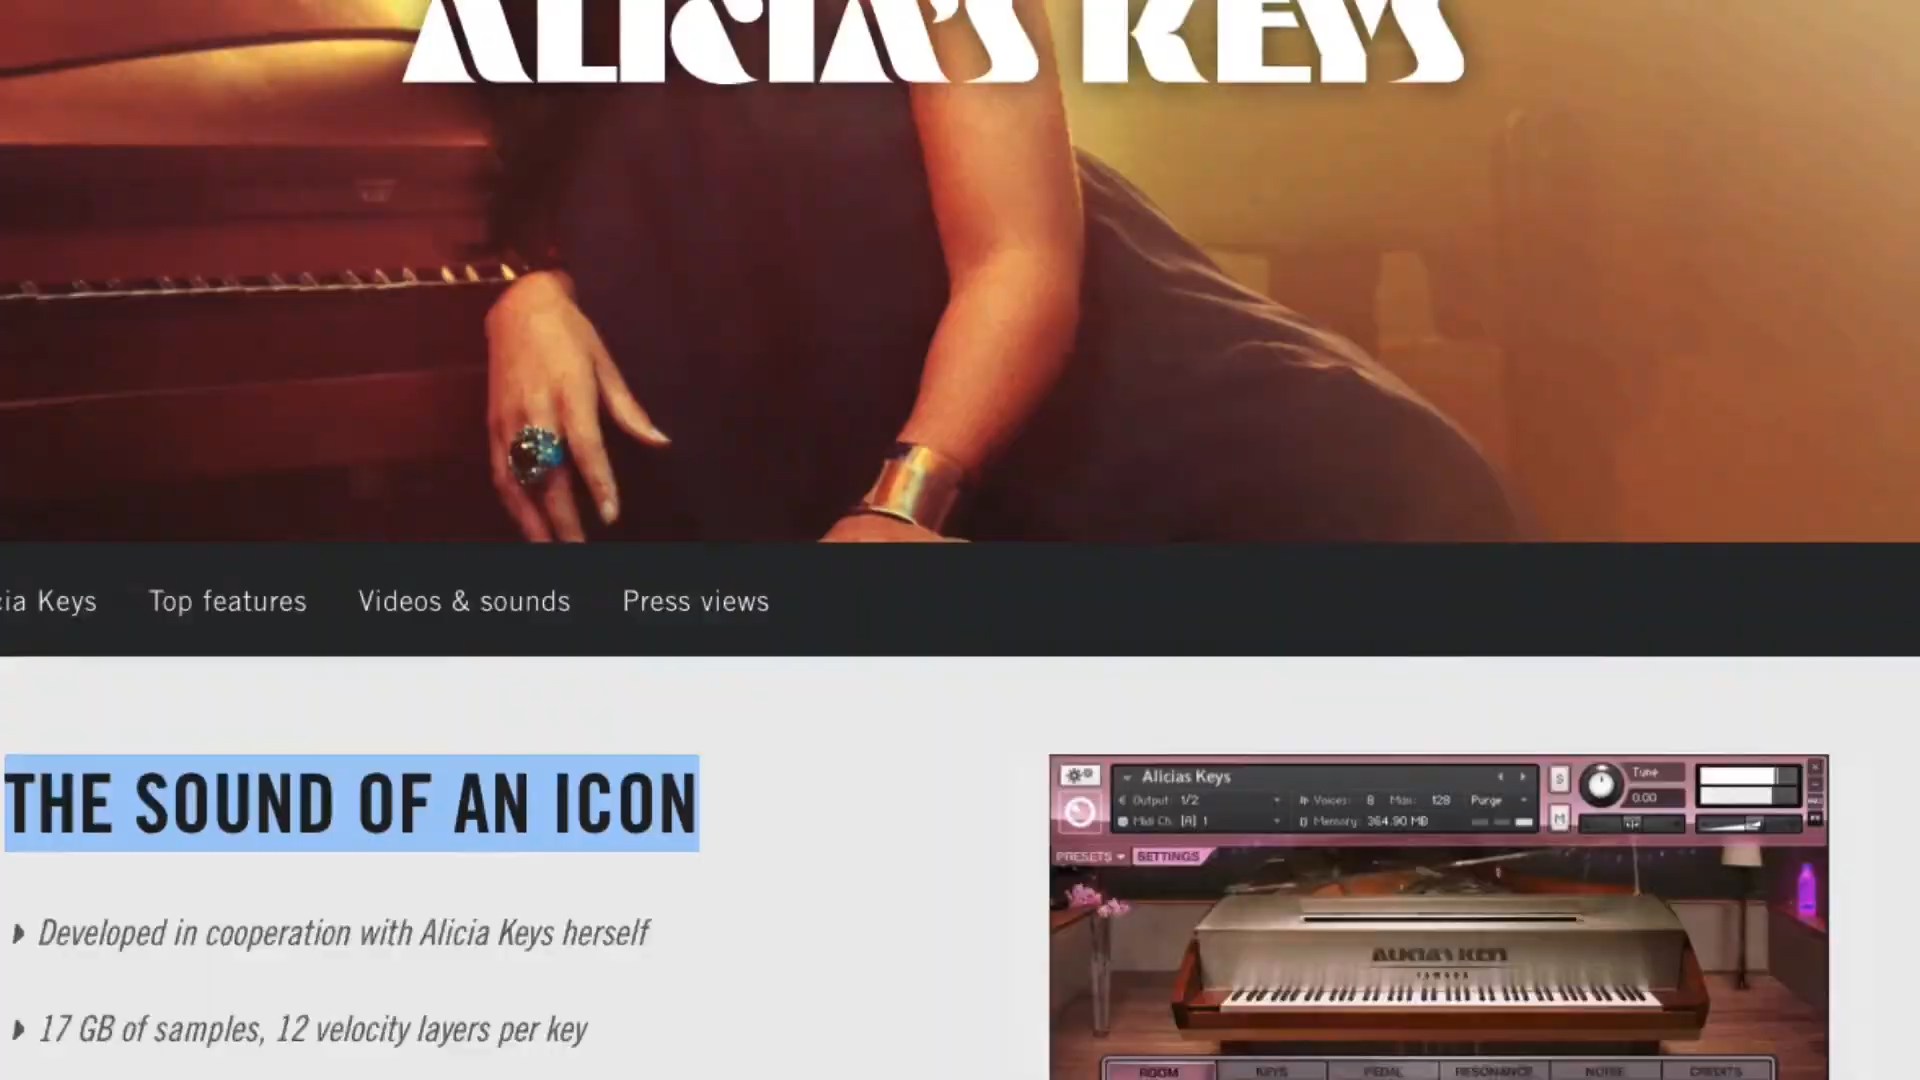 ALICIA'S KEYS
cia Keys
Top features
Videos & sounds
Press views
THE SOUND OF AN ICON
Developed in cooperation with Alicia Keys herself
17 GB of samples, 12 velocity layers per key
Alicias Keys
S
Tune
Output: 1/2
Voices: 8 Max: 128 Purge
0.00
Midi Ch: [A] 1
Memory: 364.90 MB
M
PRESETS
SETTINGS
ALICIA'S KEYS
YAMAHA
ROOM
KEYS
PEDAL
RESONANCE
NOISE
CREDITS